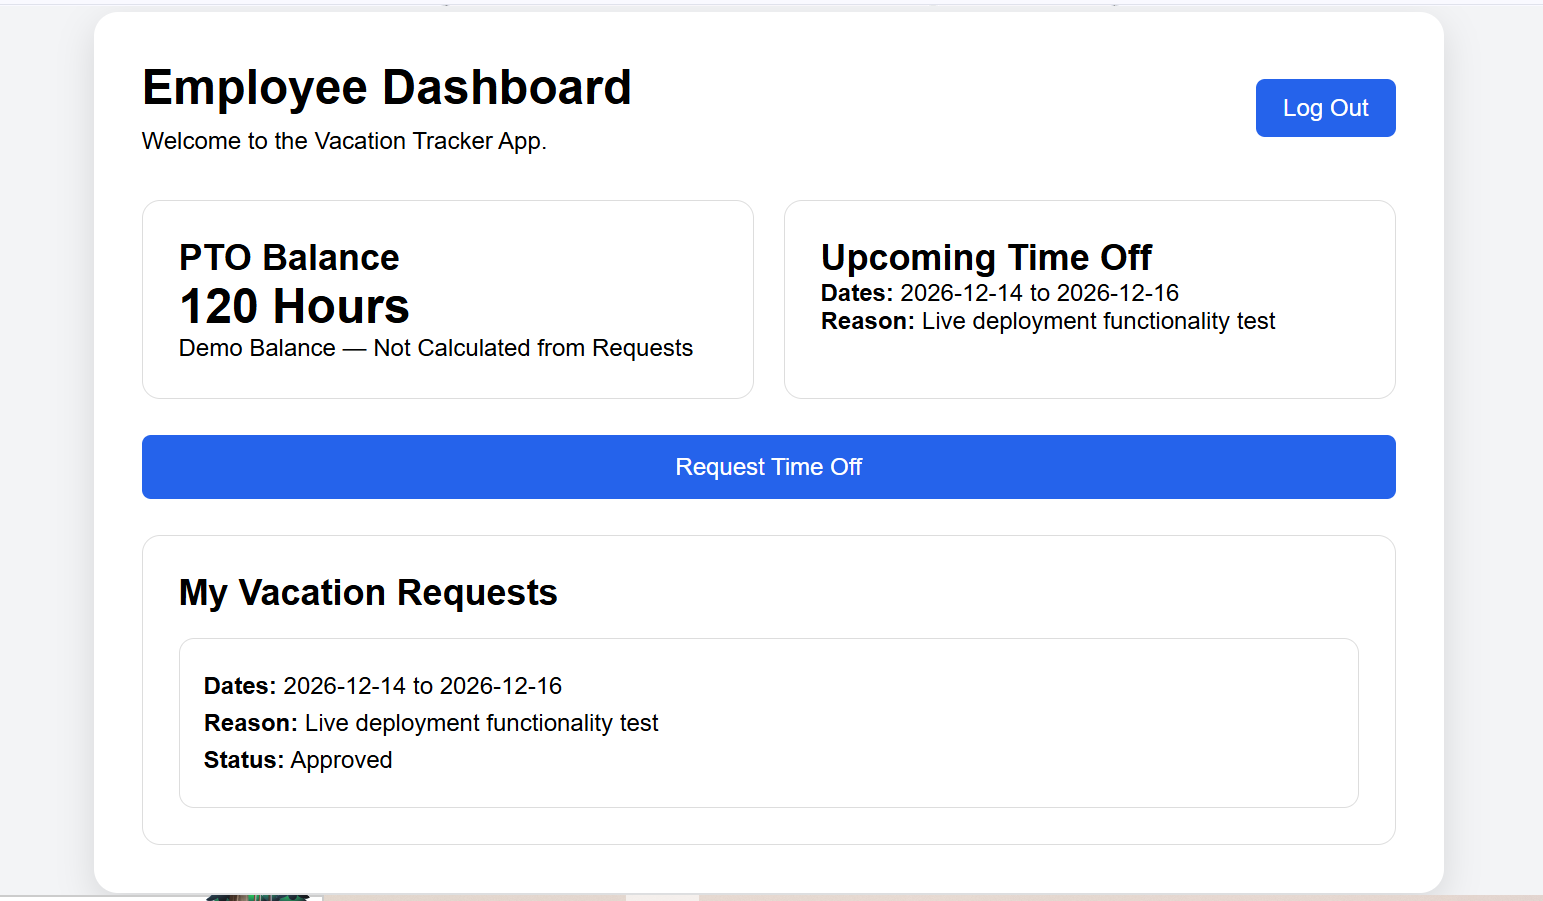 Employee Dashboard
Log Out
Welcome to the Vacation Tracker App.
PTO Balance
120 Hours
Demo Balance — Not Calculated from Requests
Upcoming Time Off
Dates: 2026-12-14 to 2026-12-16
Reason: Live deployment functionality test
Request Time Off
My Vacation Requests
Dates: 2026-12-14 to 2026-12-16
Reason: Live deployment functionality test
Status: Approved